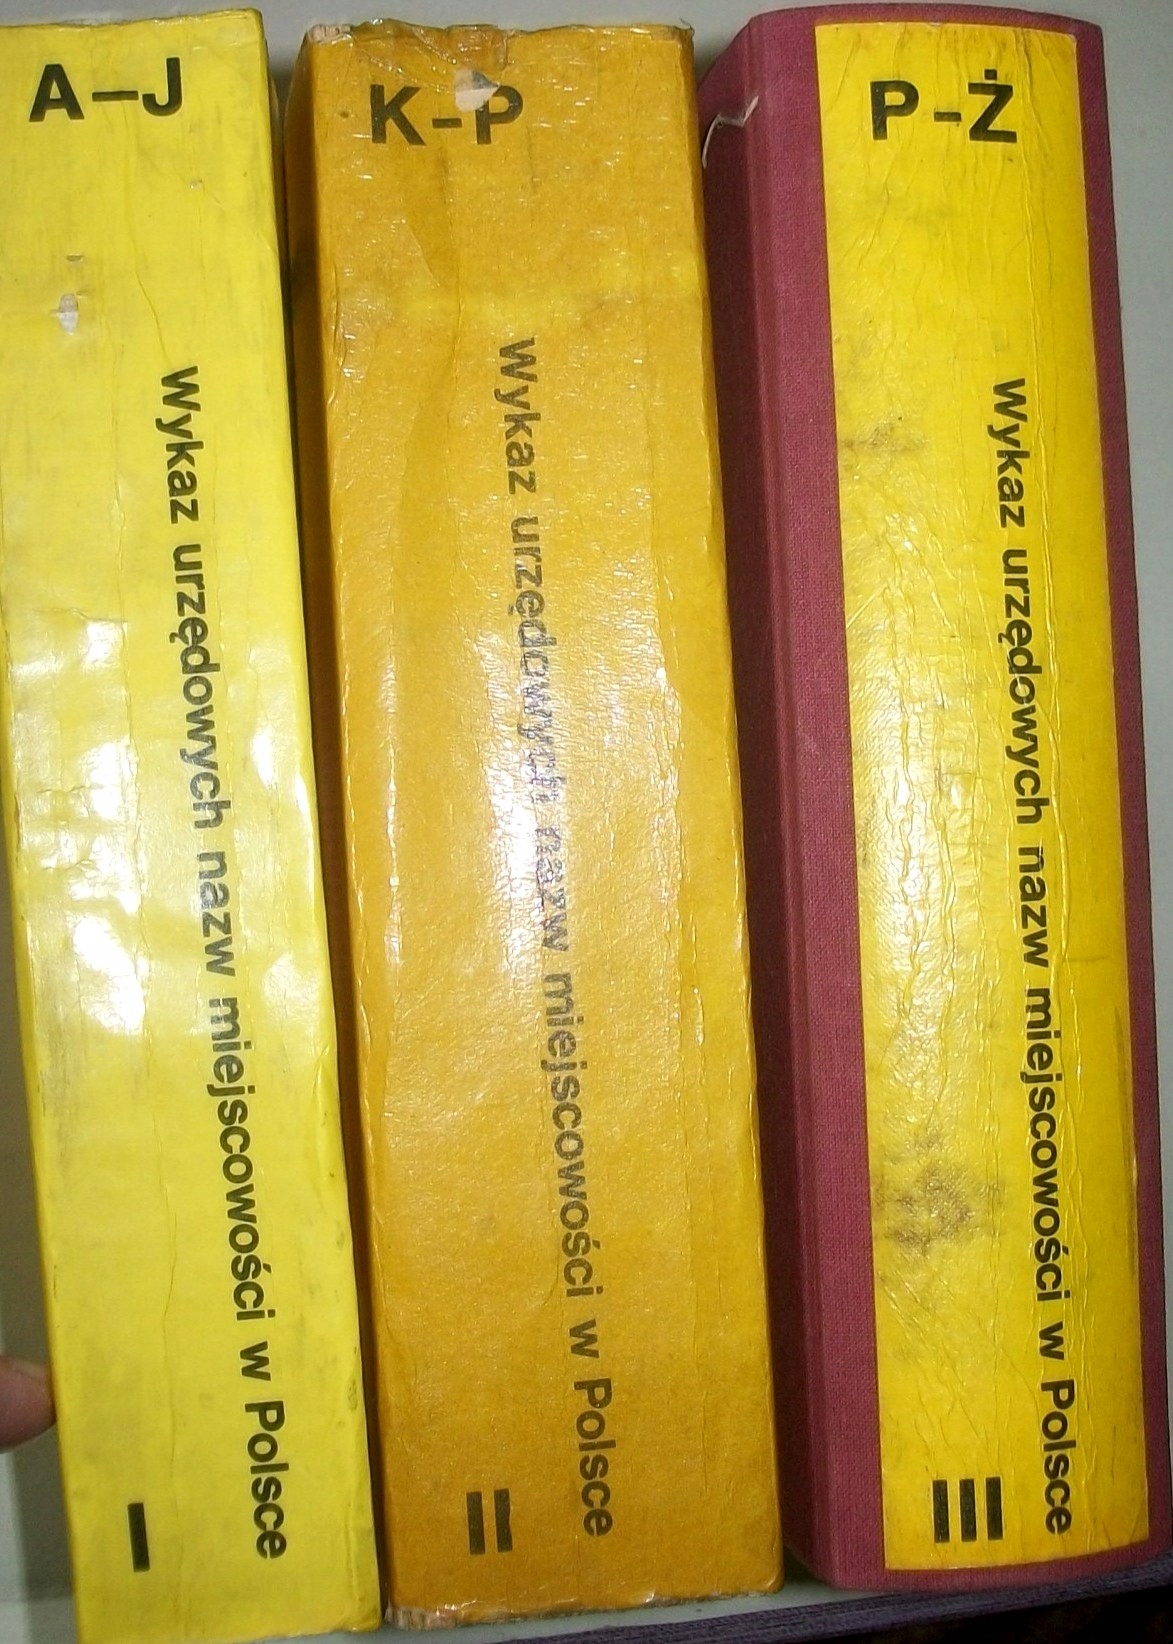 A-J
Wykaz urzędowych nazw miejscowości w Polsce
I
K-P
Wykaz urzędowych nazw miejscowości w Polsce
II
P-Ż
Wykaz urzędowych nazw miejscowości w Polsce
III